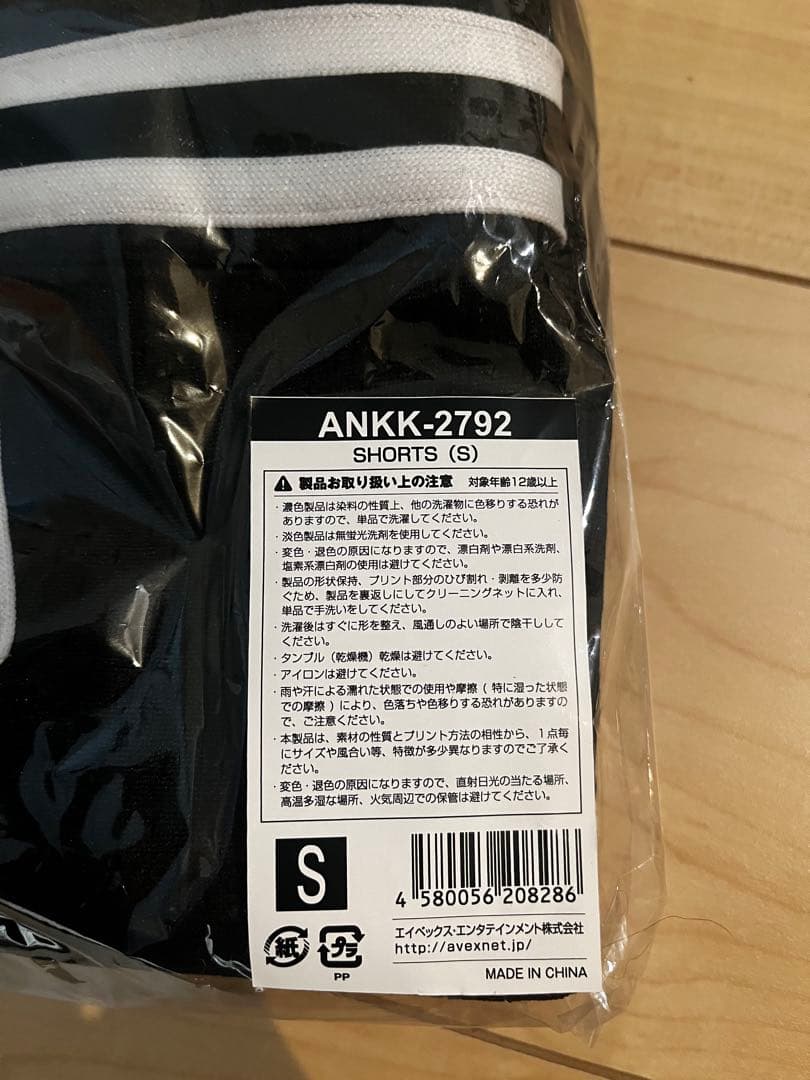 ANKK-2792
SHORTS (S)
⚠ 製品お取り扱い上の注意 対象年齢12歳以上
・濃色製品は染料の性質上、他の洗濯物に色移りする恐れが
ありますので、単品で洗濯してください。
・淡色製品は無蛍光洗剤を使用してください。
・変色・退色の原因になりますので、漂白剤や漂白系洗剤、
塩素系漂白剤の使用は避けてください。
・製品の形状保持、プリント部分のひび割れ・剥離を多少防
ぐため、製品を裏返しにしてクリーニングネットに入れ、
単品で手洗いをしてください。
・洗濯後はすぐに形を整え、風通しのよい場所で陰干しして
ください。
・タンブル（乾燥機）乾燥は避けてください。
・アイロンは避けてください。
・雨や汗による濡れた状態での使用や摩擦 ( 特に湿った状態
での摩擦 ) により、色落ちや色移りする恐れがありますの
で、ご注意ください。
・本製品は、素材の性質とプリント方法の相性から、1点毎
にサイズや風合い等、特徴が多少異なりますのでご了承く
ださい。
・変色・退色の原因になりますので、直射日光の当たる場所、
高温多湿な場所、火気周辺での保管は避けてください。
S
4 580056 208286
エイベックス・エンタテインメント株式会社
http://avexnet.jp/
紙 プラ
PP
MADE IN CHINA